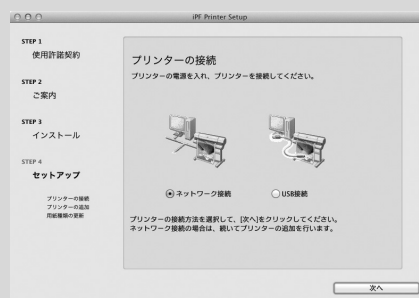 iPF Printer Setup
STEP 1
使用許諾契約
STEP 2
ご案内
STEP 3
インストール
STEP 4
セットアップ
プリンターの接続
プリンターの追加
用紙種類の更新
プリンターの接続
プリンターの電源を入れ、プリンターを接続してください。
ネットワーク接続
USB接続
プリンターの接続方法を選択して、[次へ]をクリックしてください。
ネットワーク接続の場合は、続いてプリンターの追加を行います。
次へ